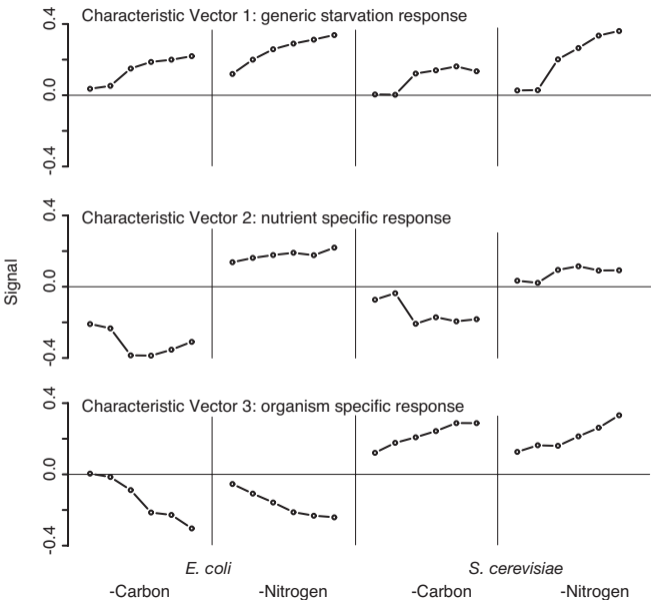 Characteristic Vector 1: generic starvation response
0.4
0.0
-0.4
Characteristic Vector 2: nutrient specific response
0.4
0.0
-0.4
Signal
Characteristic Vector 3: organism specific response
0.4
0.0
-0.4
E. coli S. cerevisiae
-Carbon -Nitrogen -Carbon -Nitrogen